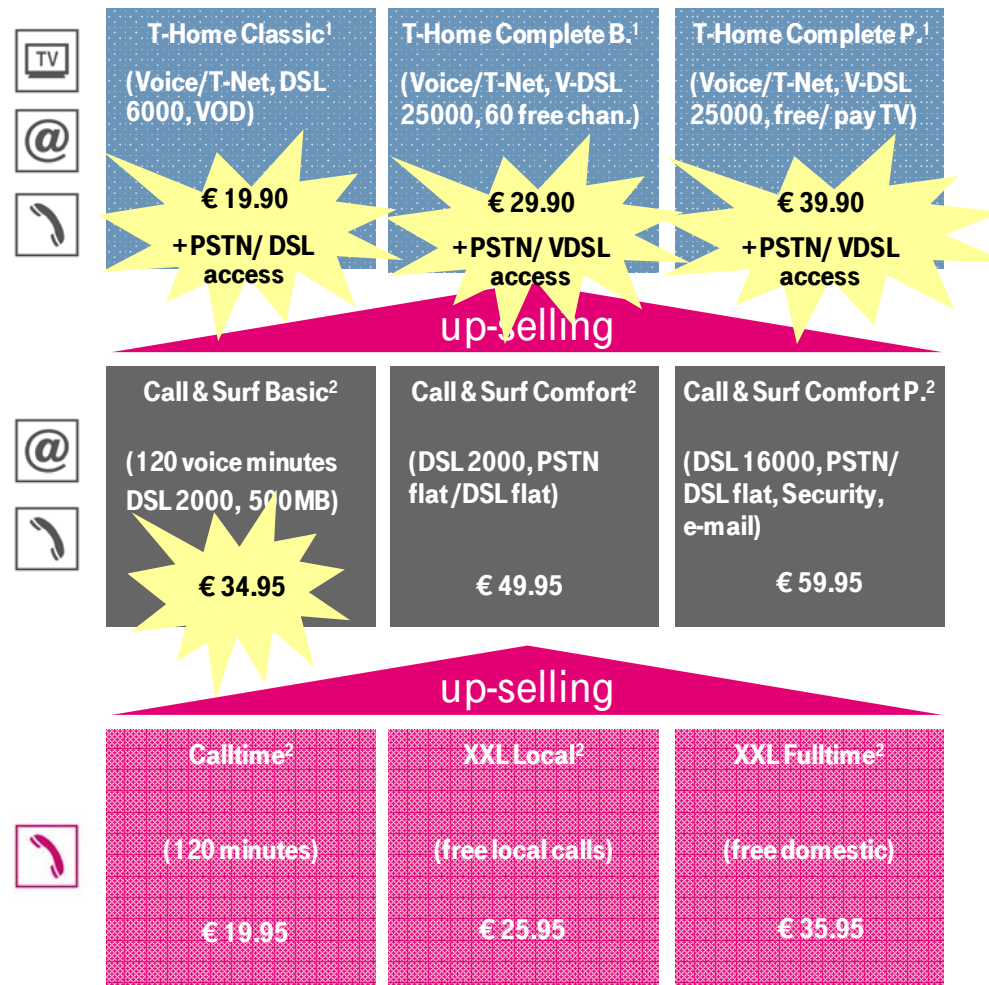 TV
T-Home Classic¹
(Voice/T-Net, DSL
6000, VOD)
€ 19.90
+PSTN/ DSL
access
T-Home Complete B.¹
(Voice/T-Net, V-DSL
25000, 60 free chan.)
€ 29.90
+PSTN/ VDSL
access
T-Home Complete P.¹
(Voice/T-Net, V-DSL
25000, free/ pay TV)
€ 39.90
+PSTN/ VDSL
access
@
up-selling
@
Call & Surf Basic²
(120 voice minutes
DSL 2000, 500MB)
€ 34.95
Call & Surf Comfort²
(DSL 2000, PSTN
flat /DSL flat)
€ 49.95
Call & Surf Comfort P.²
(DSL 16000, PSTN/
DSL flat, Security,
e-mail)
€ 59.95
up-selling
Calltime²
(120 minutes)
€ 19.95
XXL Local²
(free local calls)
€ 25.95
XXL Fulltime²
(free domestic)
€ 35.95